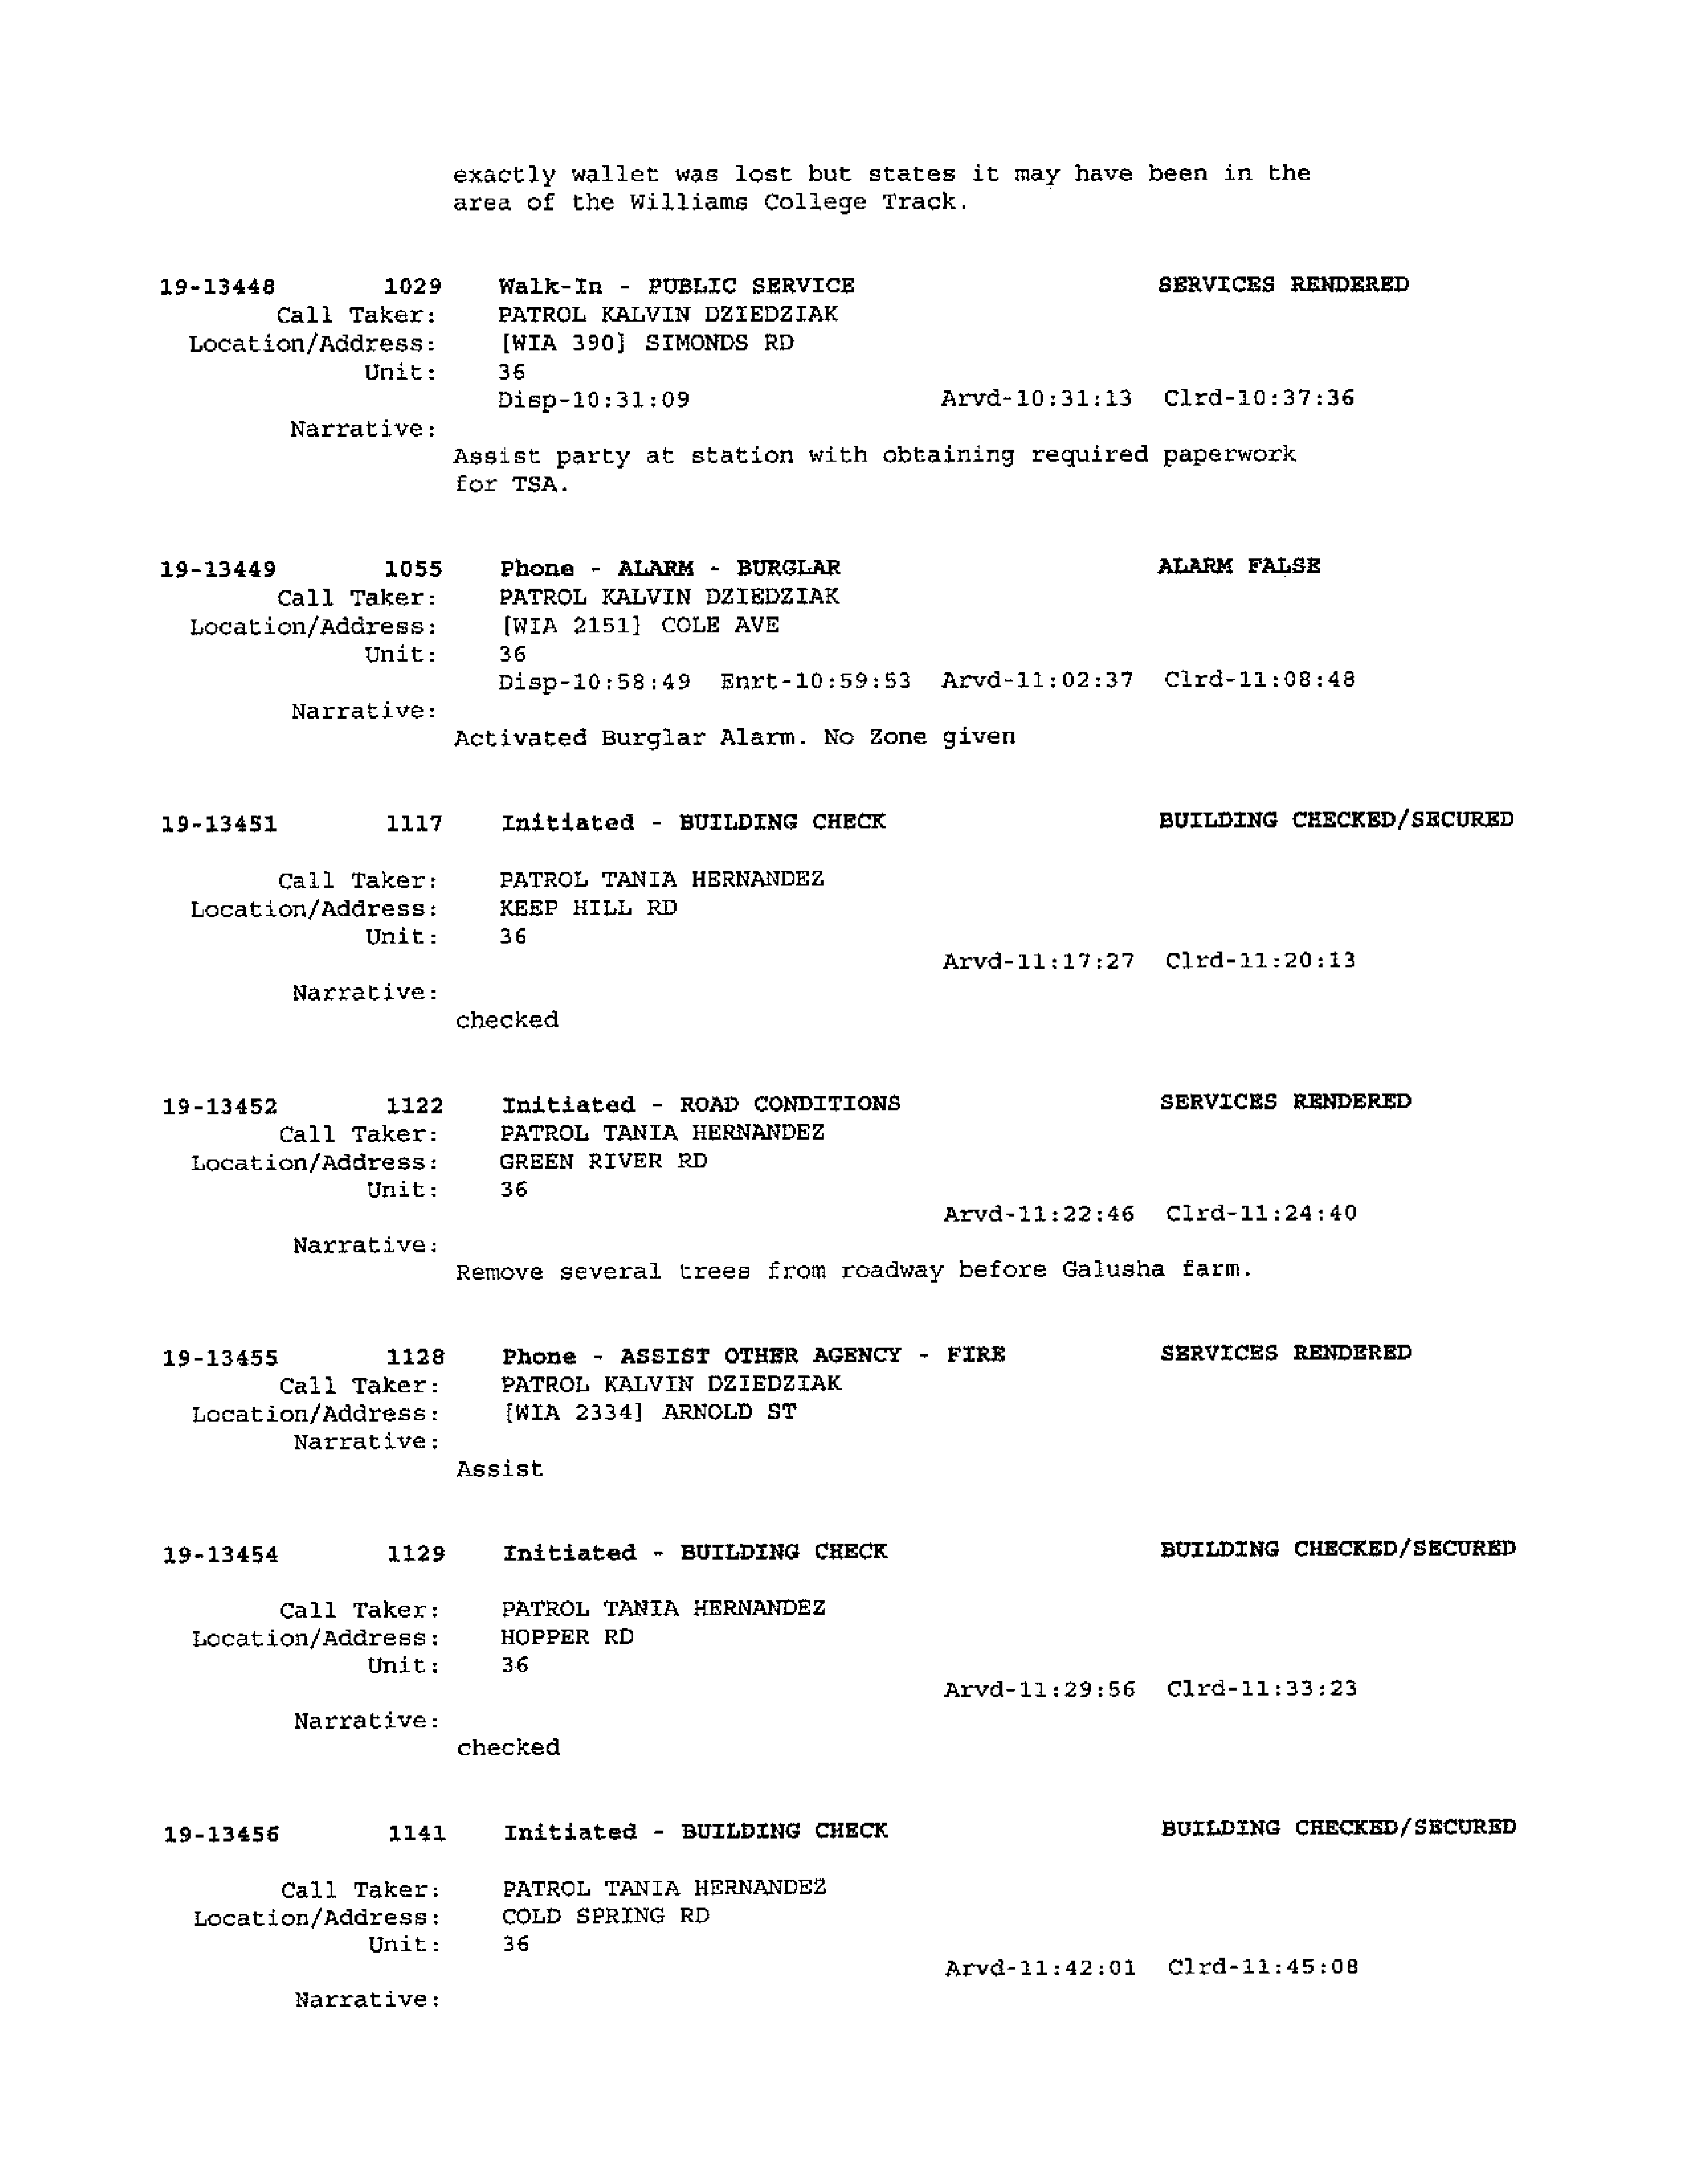 exactly wallet was lost but states it may have been in the
area of the Williams College Track.
19-13448 1029 Walk-In - PUBLIC SERVICE SERVICES RENDERED
Call Taker: PATROL KALVIN DZIEDZIAK
Location/Address: [WIA 390] SIMONDS RD
Unit: 36
Disp-10:31:09 Arvd-10:31:13 Clrd-10:37:36
Narrative:
Assist party at station with obtaining required paperwork
for TSA.
19-13449 1055 Phone - ALARM - BURGLAR ALARM FALSE
Call Taker: PATROL KALVIN DZIEDZIAK
Location/Address: [WIA 2151] COLE AVE
Unit: 36
Disp-10:58:49 Enrt-10:59:53 Arvd-11:02:37 Clrd-11:08:48
Narrative:
Activated Burglar Alarm. No Zone given
19-13451 1117 Initiated - BUILDING CHECK BUILDING CHECKED/SECURED
Call Taker: PATROL TANIA HERNANDEZ
Location/Address: KEEP HILL RD
Unit: 36
Arvd-11:17:27 Clrd-11:20:13
Narrative:
checked
19-13452 1122 Initiated - ROAD CONDITIONS SERVICES RENDERED
Call Taker: PATROL TANIA HERNANDEZ
Location/Address: GREEN RIVER RD
Unit: 36
Arvd-11:22:46 Clrd-11:24:40
Narrative:
Remove several trees from roadway before Galusha farm.
19-13455 1128 Phone - ASSIST OTHER AGENCY - FIRE SERVICES RENDERED
Call Taker: PATROL KALVIN DZIEDZIAK
Location/Address: [WIA 2334] ARNOLD ST
Narrative:
Assist
19-13454 1129 Initiated - BUILDING CHECK BUILDING CHECKED/SECURED
Call Taker: PATROL TANIA HERNANDEZ
Location/Address: HOPPER RD
Unit: 36
Arvd-11:29:56 Clrd-11:33:23
Narrative:
checked
19-13456 1141 Initiated - BUILDING CHECK BUILDING CHECKED/SECURED
Call Taker: PATROL TANIA HERNANDEZ
Location/Address: COLD SPRING RD
Unit: 36
Arvd-11:42:01 Clrd-11:45:08
Narrative: